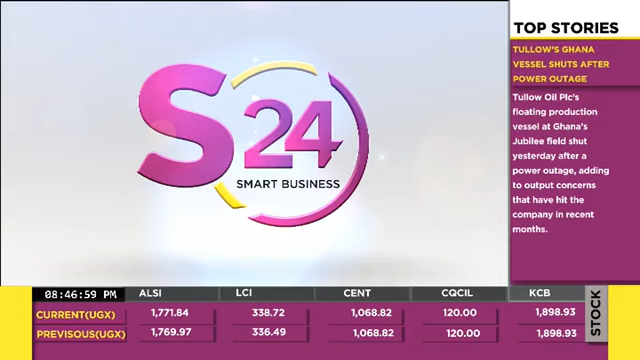 S24
SMART BUSINESS
TOP STORIES
TULLOW'S GHANA
VESSEL SHUTS AFTER
POWER OUTAGE
Tullow Oil Plc's
floating production
vessel at Ghana's
Jubilee field shut
yesterday after a
power outage, adding
to output concerns
that have hit the
company in recent
months.
08:46:59 PM ALSI LCI CENT CQCIL KCB
CURRENT(UGX) 1,771.84 338.72 1,068.82 120.00 1,898.93
PREVISOUS(UGX) 1,769.97 336.49 1,068.82 120.00 1,898.93
STOCK